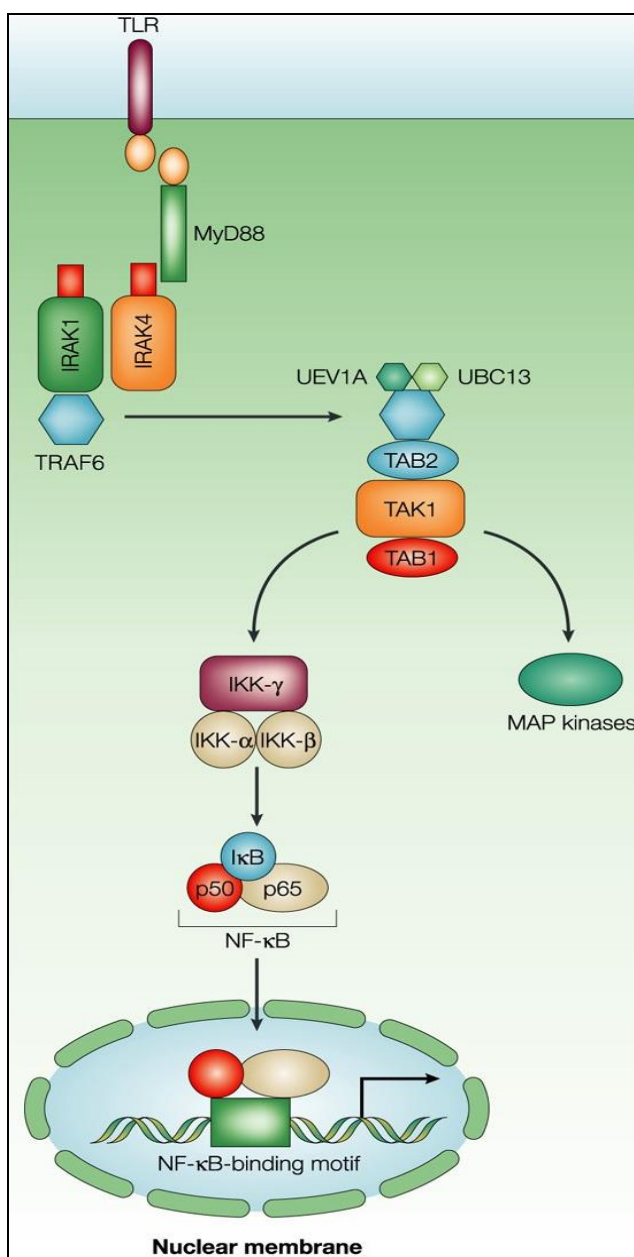 TLR
MyD88
IRAK1
IRAK4
TRAF6
UEV1A
UBC13
TAB2
TAK1
TAB1
IKK-γ
IKK-α
IKK-β
MAP kinases
IκB
p50
p65
NF-κB
NF-κB-binding motif
Nuclear membrane